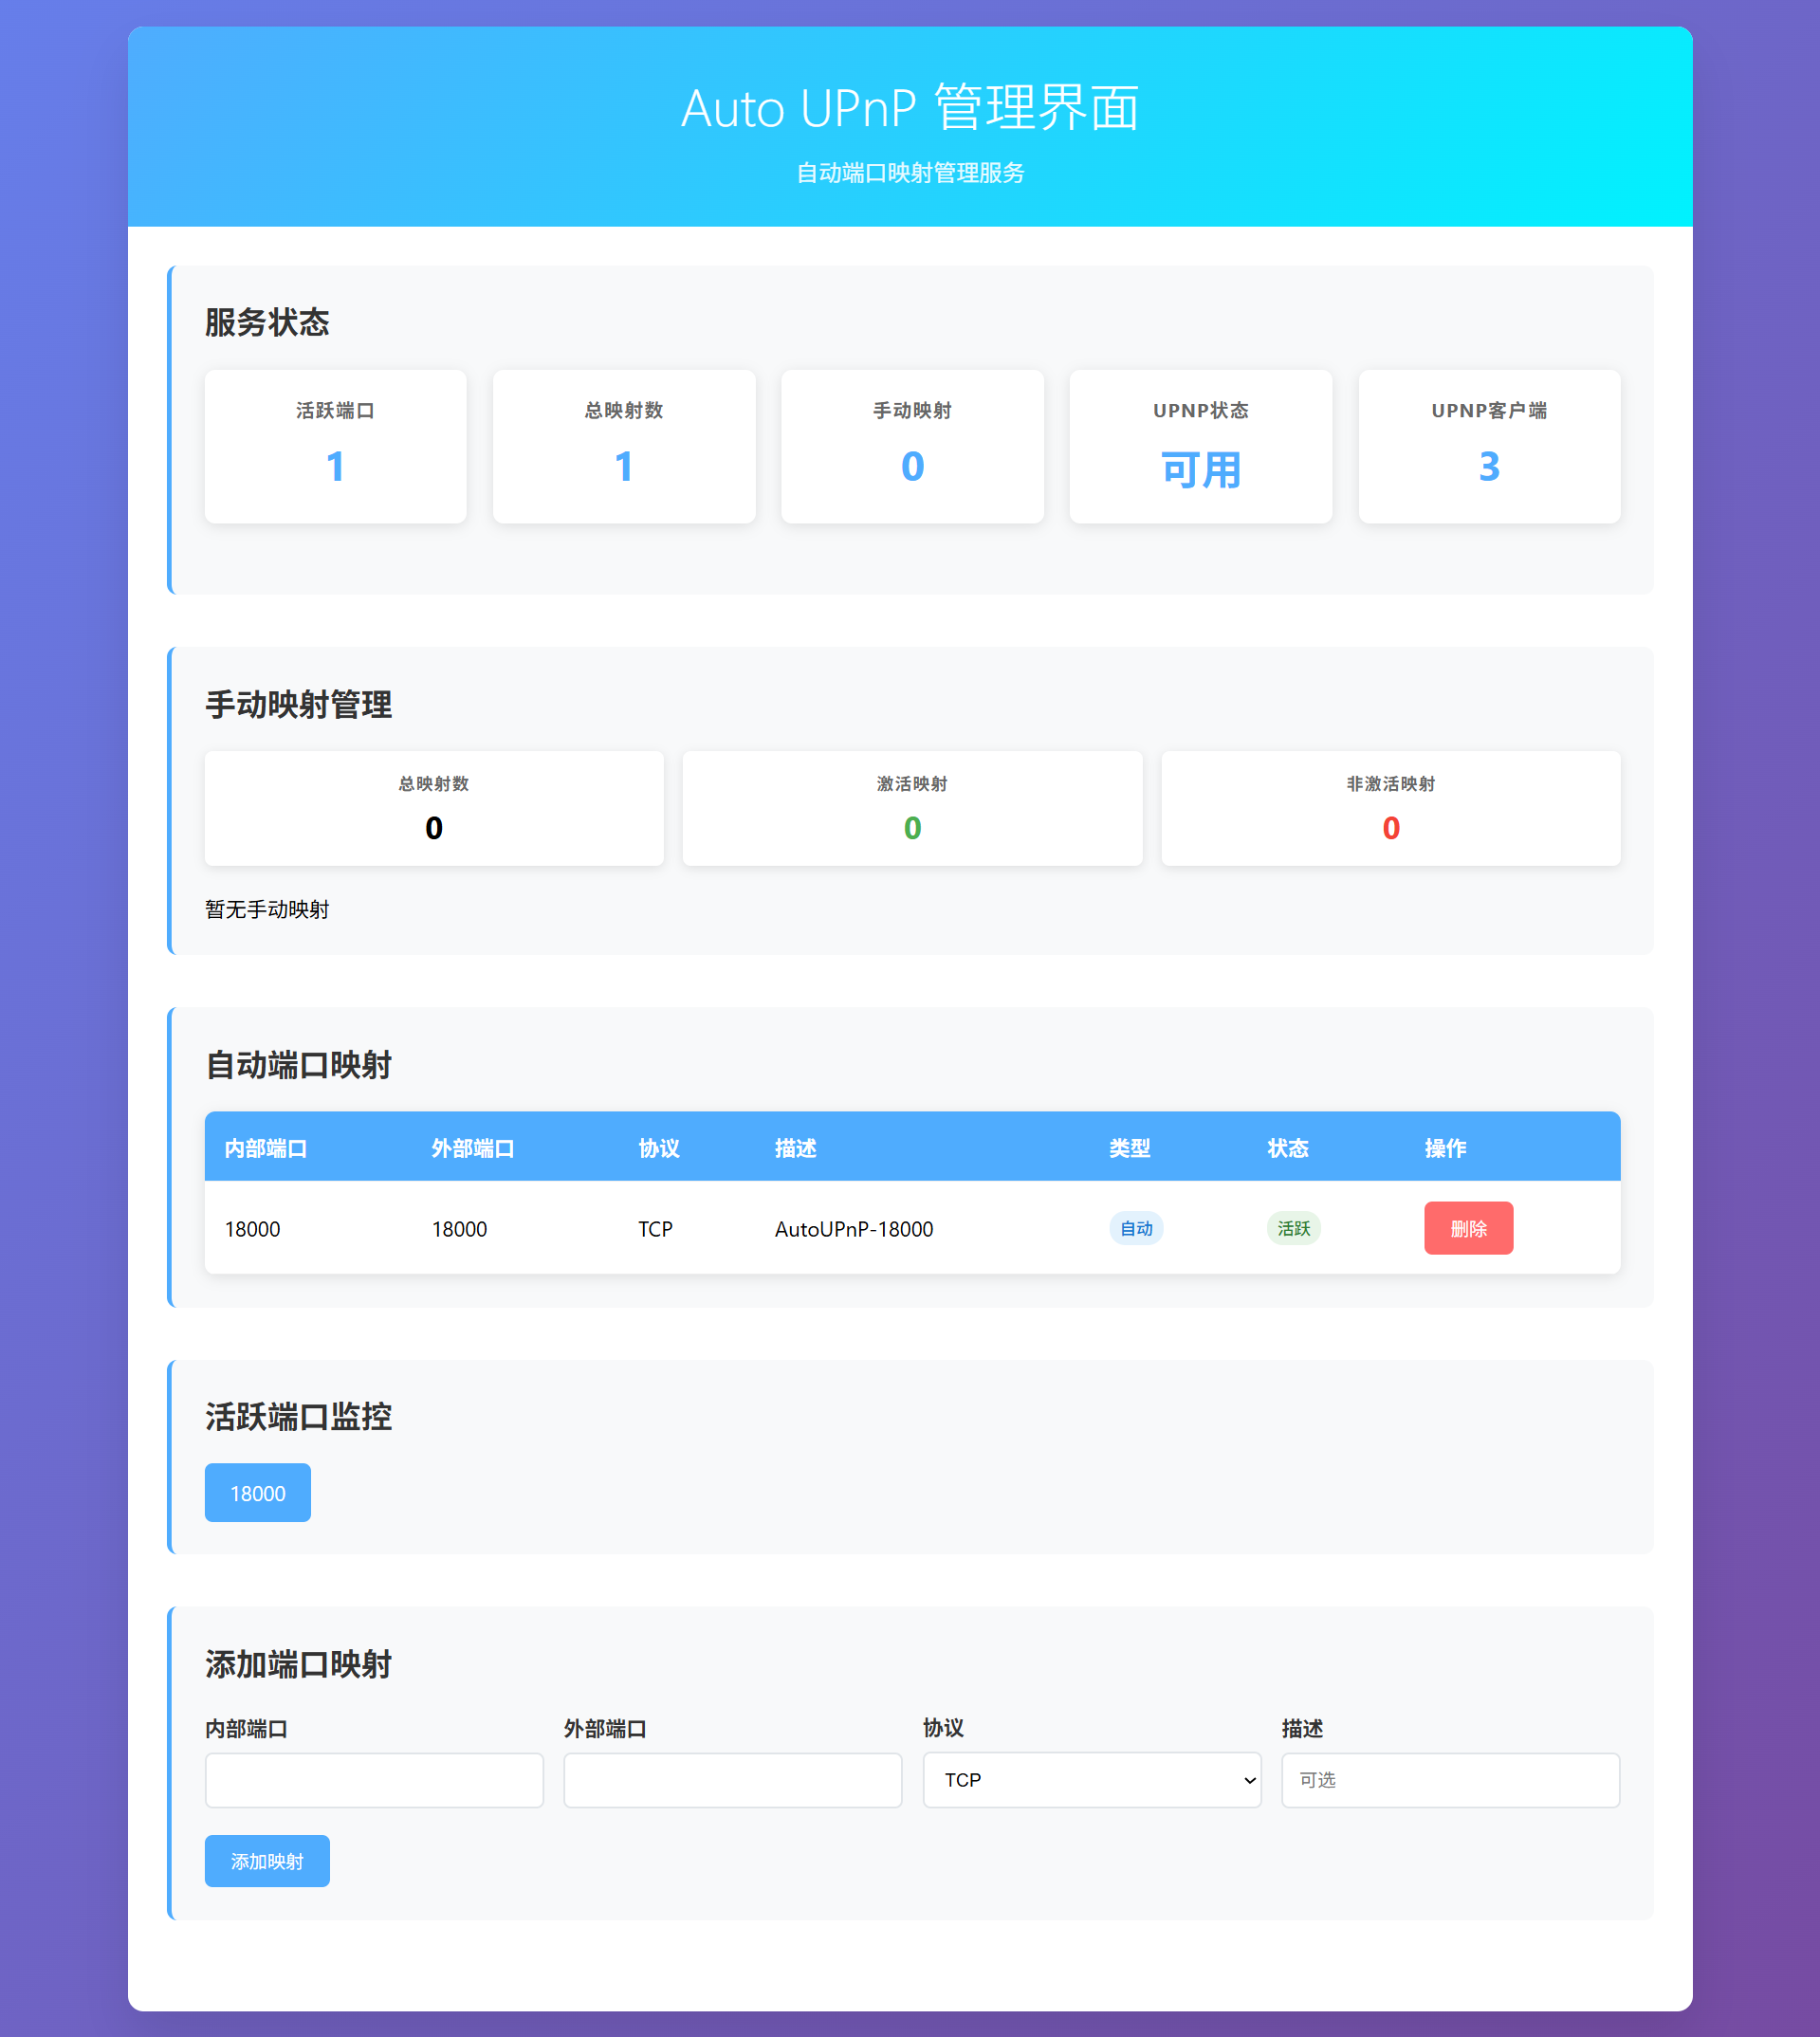 Auto UPnP 管理界面
自动端口映射管理服务
服务状态
活跃端口 总映射数 手动映射 UPNP状态 UPNP客户端
1 1 0 可用 3
手动映射管理
总映射数 激活映射 非激活映射
0 0 0
暂无手动映射
自动端口映射
内部端口 外部端口 协议 描述 类型 状态 操作
18000 18000 TCP AutoUPnP-18000 自动 活跃 删除
活跃端口监控
18000
添加端口映射
内部端口 外部端口 协议 描述
TCP 可选
添加映射